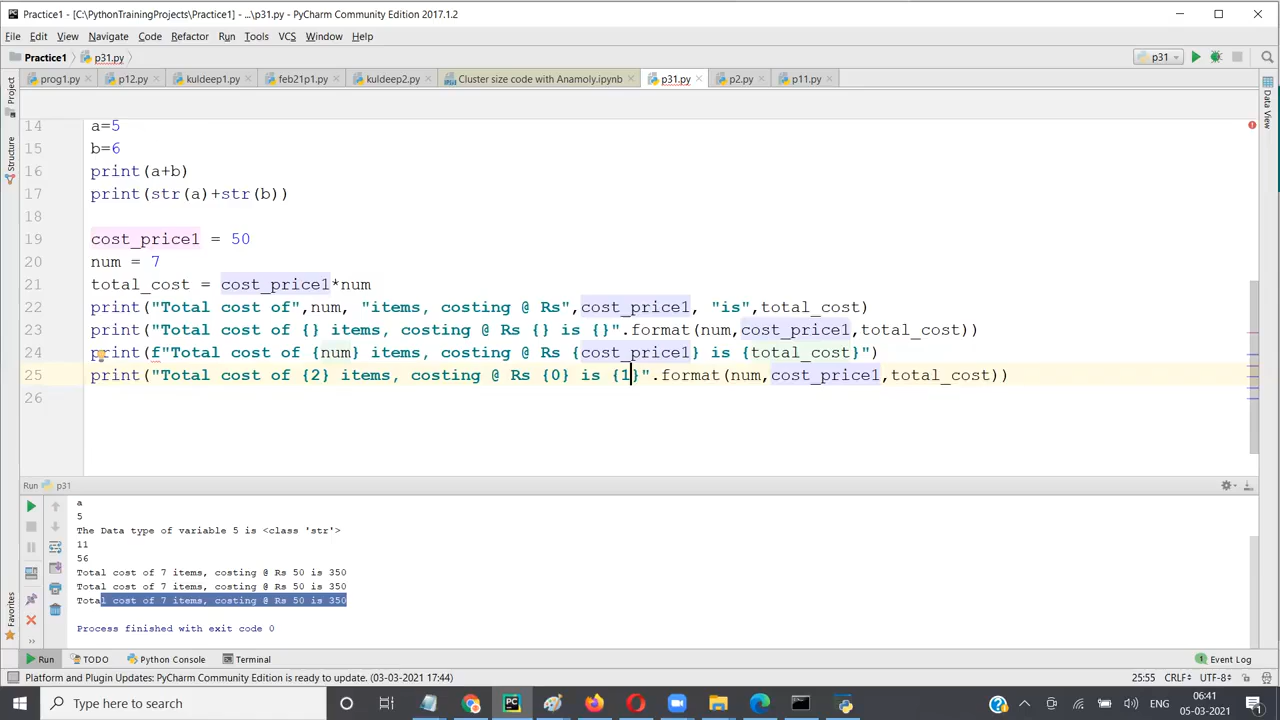 Practice1 - [C:\PythonTrainingProjects\Practice1] - ...\p31.py - PyCharm Community Edition 2017.1.2
File Edit View Navigate Code Refactor Run Tools VCS Window Help
Practice1 p31.py p31
prog1.py p12.py kuldeep1.py feb21p1.py kuldeep2.py Cluster size code with Anamoly.ipynb p31.py p2.py p11.py
Project
Structure
Favorites
Data View
14 a=5
15 b=6
16 print(a+b)
17 print(str(a)+str(b))
18
19 cost_price1 = 50
20 num = 7
21 total_cost = cost_price1*num
22 print("Total cost of",num, "items, costing @ Rs",cost_price1, "is",total_cost)
23 print("Total cost of {} items, costing @ Rs {} is {}".format(num,cost_price1,total_cost))
24 print(f"Total cost of {num} items, costing @ Rs {cost_price1} is {total_cost}")
25 print("Total cost of {2} items, costing @ Rs {0} is {1}".format(num,cost_price1,total_cost))
26
Run p31
a
5
The Data type of variable 5 is <class 'str'>
11
56
Total cost of 7 items, costing @ Rs 50 is 350
Total cost of 7 items, costing @ Rs 50 is 350
Total cost of 7 items, costing @ Rs 50 is 350
Process finished with exit code 0
Run TODO Python Console Terminal 1 Event Log
Platform and Plugin Updates: PyCharm Community Edition is ready to update. (03-03-2021 17:44) 25:55 CRLF÷ UTF-8÷
Type here to search ENG 06:41
05-03-2021